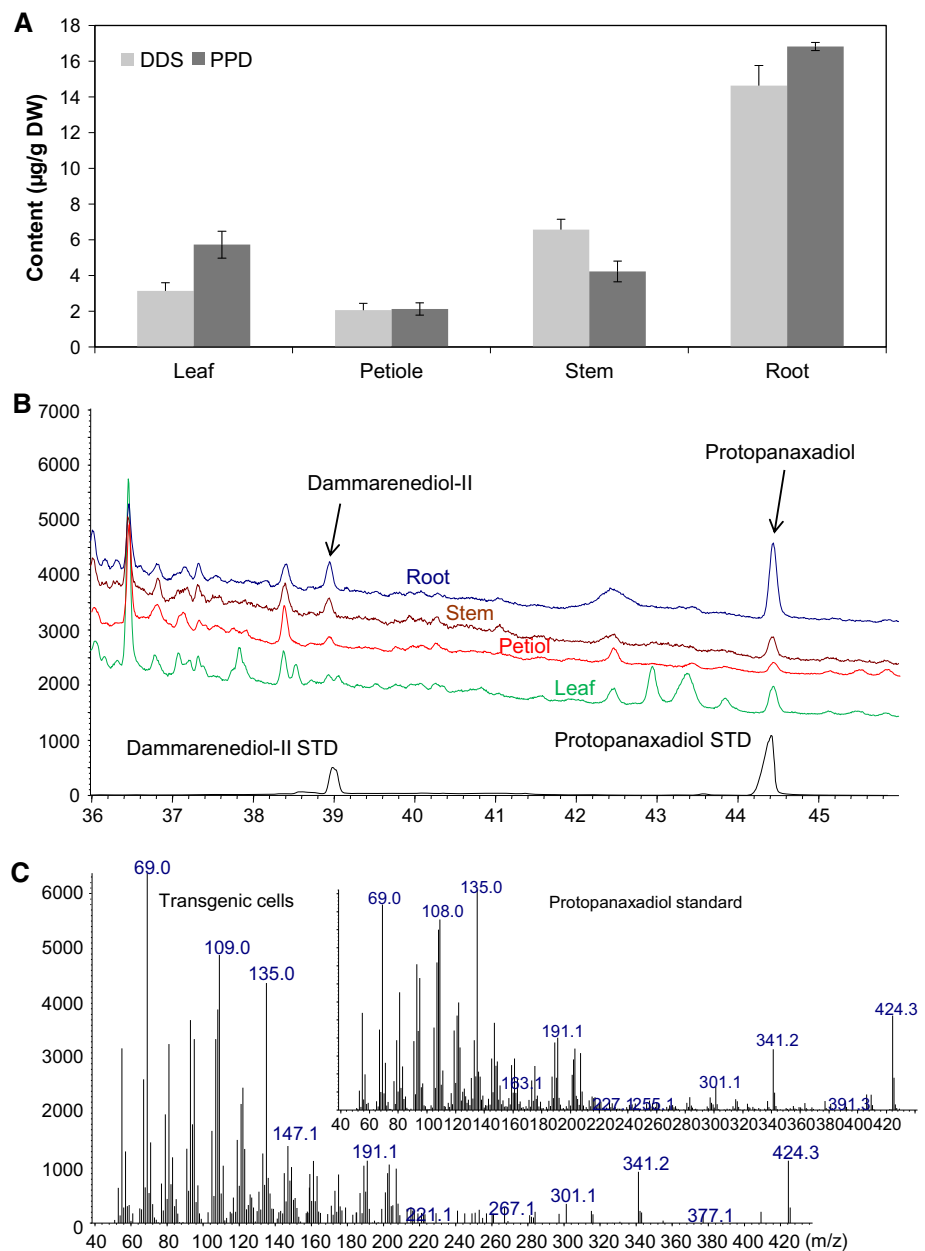 A
18
16
14
12
10
8
6
4
2
0
Content (µg/g DW)
DDS PPD
Leaf Petiole Stem Root
B
7000
6000
5000
4000
3000
2000
1000
0
Protopanaxadiol
Dammarenediol-II
Root
Stem
Petiol
Leaf
Dammarenediol-II STD
Protopanaxadiol STD
36 37 38 39 40 41 42 43 44 45
C
6000
5000
4000
3000
2000
1000
0
69.0
Transgenic cells
109.0
135.0
147.1
191.1
221.1
267.1
301.1
341.2
377.1
424.3
40 60 80 100 120 140 160 180 200 220 240 260 280 300 320 340 360 380 400 420 (m/z)
135.0
69.0
108.0
Protopanaxadiol standard
191.1
163.1
227.1
255.1
301.1
341.2
391.3
424.3
40 60 80 100 120 140 160 180 200 220 240 260 280 300 320 340 360 380 400 420 (m/z)